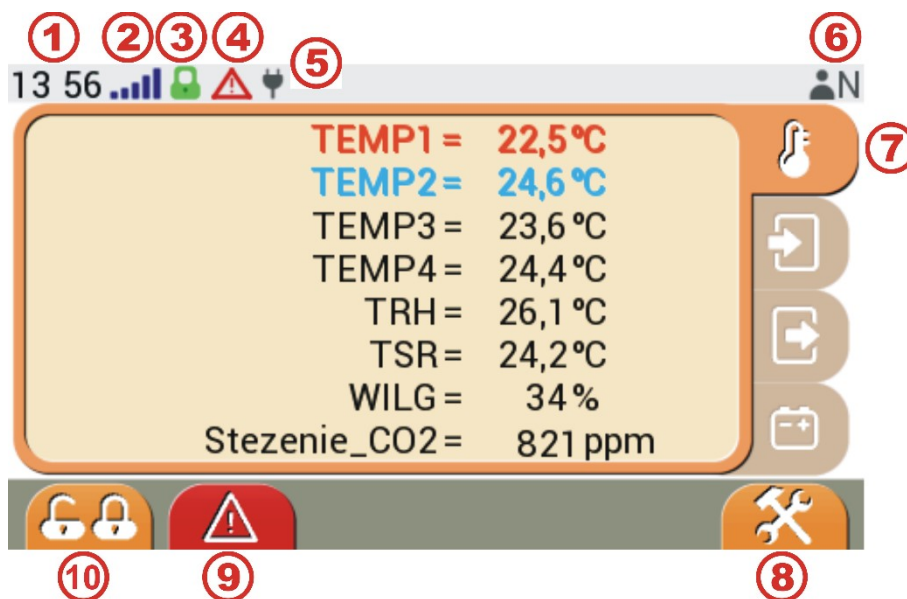 1 2 3 4 5 6
13 56 N
TEMP1 = 22,5°C
7
TEMP2 = 24,6°C
TEMP3 = 23,6°C
TEMP4 = 24,4°C
TRH = 26,1°C
TSR = 24,2°C
WILG = 34%
Stezenie_CO2 = 821 ppm
10 9 8